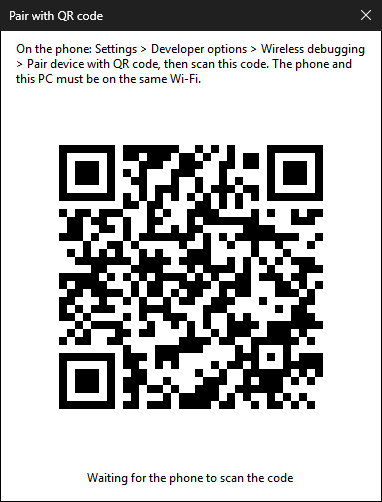 Pair with QR code
On the phone: Settings > Developer options > Wireless debugging
> Pair device with QR code, then scan this code. The phone and
this PC must be on the same Wi-Fi.
Waiting for the phone to scan the code